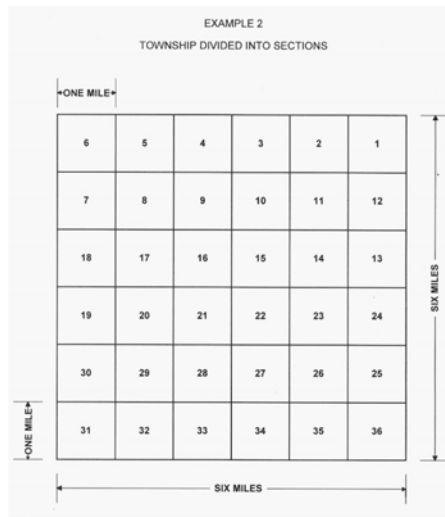 EXAMPLE 2
TOWNSHIP DIVIDED INTO SECTIONS
ONE MILE
6 5 4 3 2 1
7 8 9 10 11 12
18 17 16 15 14 13
19 20 21 22 23 24
30 29 28 27 26 25
31 32 33 34 35 36
SIX MILES
ONE MILE
SIX MILES